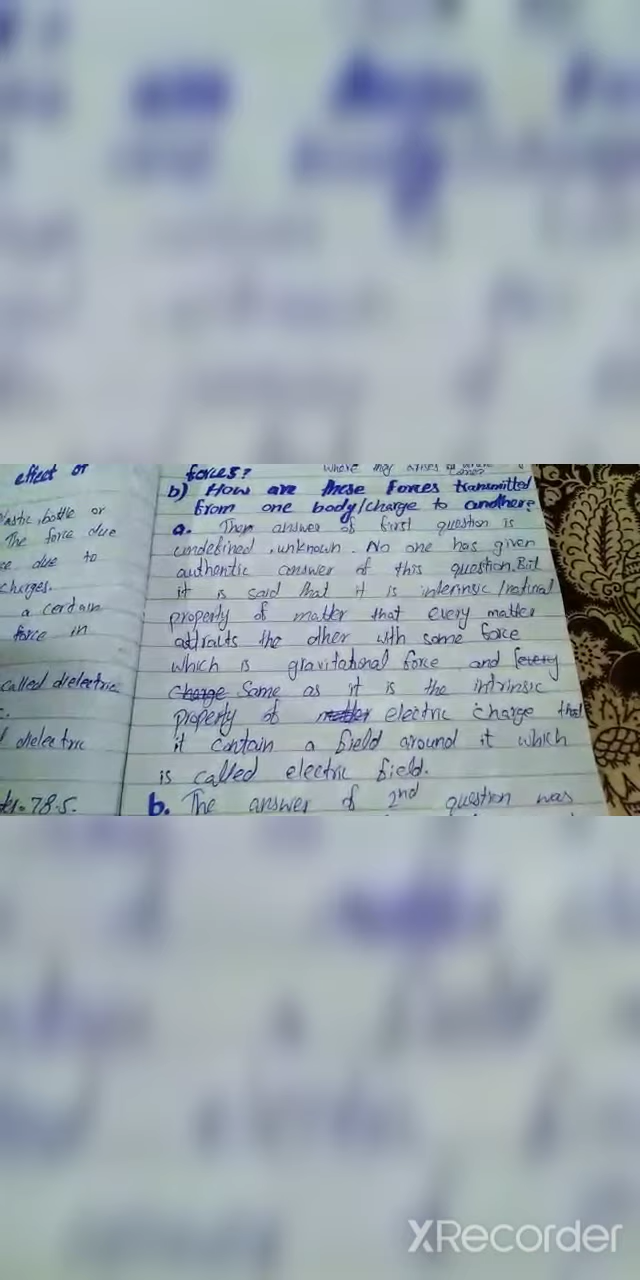 effect of
Plastic, bottle or
The force due
ce due to
charges.
a certain
force in
called dielectric
dielectric
78.5.
forces?
b) How are these forces transmitted
from one body/charge to anothere
a. Then answer of first question is
undefined, unknown. No one has given
authentic answer of this question. But
it is said that it is interinsic/natural
property of matter that every matter
attracts the other with some force
which is gravitational force and every
charge Same as it is the intrinsic
property of matter electric charge that
it contain a field around it which
is called electric field.
b. The answer of 2nd question was
XRecorder